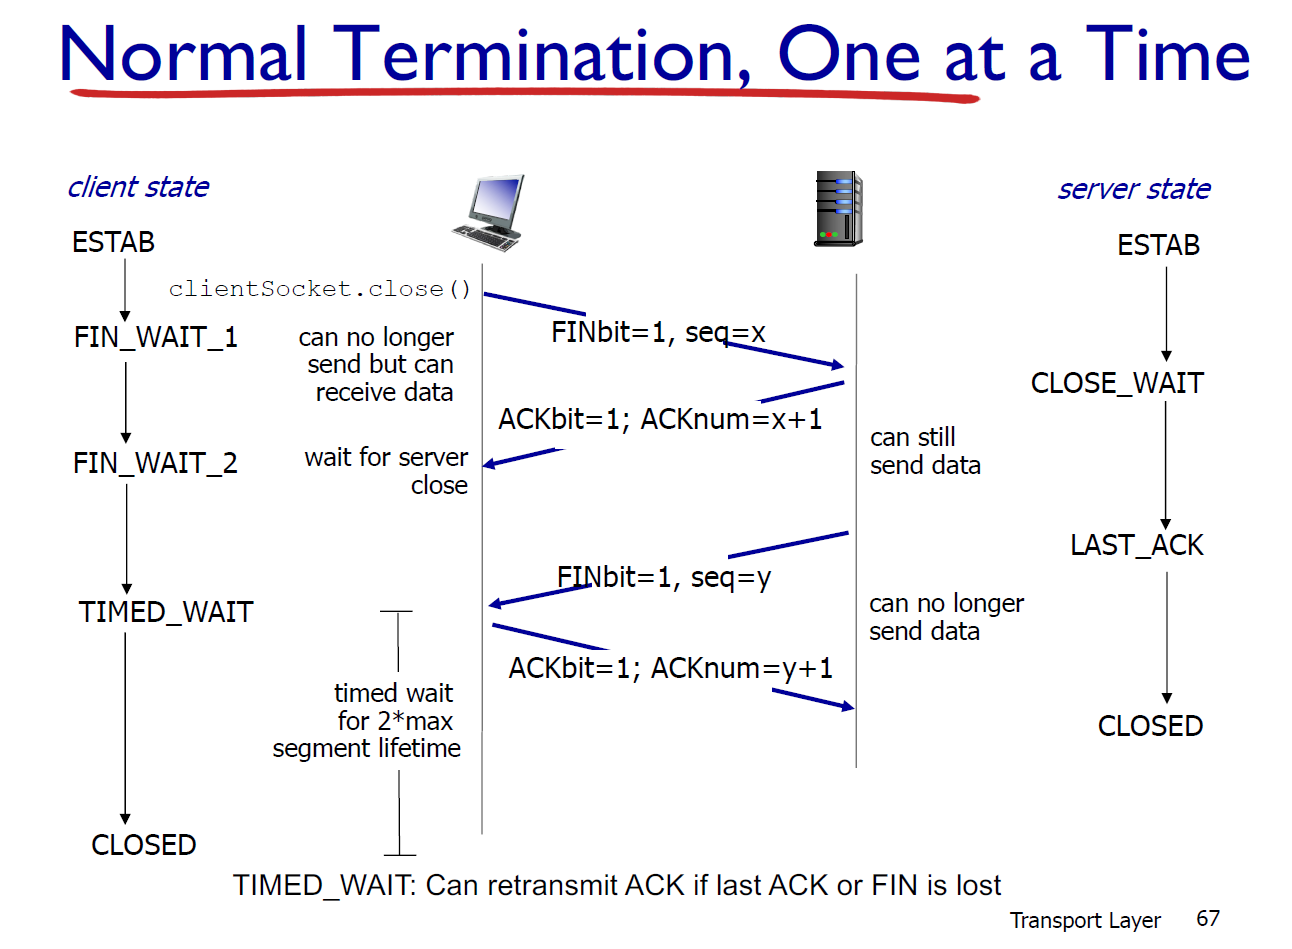 Normal Termination, One at a Time
client state
server state
ESTAB
ESTAB
clientSocket.close()
FIN_WAIT_1
can no longer
send but can
receive data
FINbit=1, seq=x
CLOSE_WAIT
ACKbit=1; ACKnum=x+1
can still
send data
FIN_WAIT_2
wait for server
close
LAST_ACK
FINbit=1, seq=y
can no longer
send data
TIMED_WAIT
ACKbit=1; ACKnum=y+1
timed wait
for 2*max
segment lifetime
CLOSED
CLOSED
TIMED_WAIT: Can retransmit ACK if last ACK or FIN is lost
Transport Layer 67